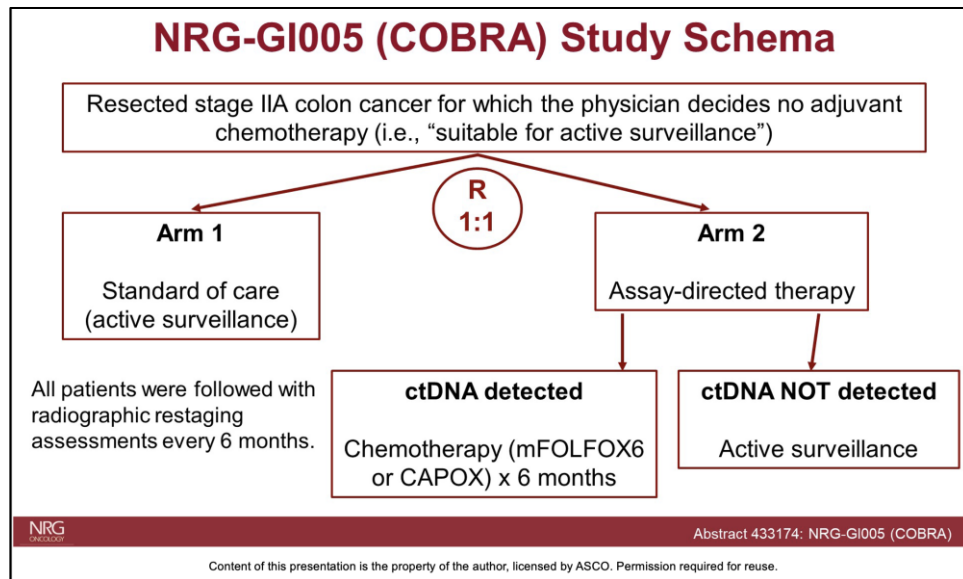 NRG-GI005 (COBRA) Study Schema
Resected stage IIA colon cancer for which the physician decides no adjuvant
chemotherapy (i.e., “suitable for active surveillance”)
R
1:1
Arm 1
Standard of care
(active surveillance)
Arm 2
Assay-directed therapy
All patients were followed with
radiographic restaging
assessments every 6 months.
ctDNA detected
Chemotherapy (mFOLFOX6
or CAPOX) x 6 months
ctDNA NOT detected
Active surveillance
NRG
ONCOLOGY
Abstract 433174: NRG-GI005 (COBRA)
Content of this presentation is the property of the author, licensed by ASCO. Permission required for reuse.